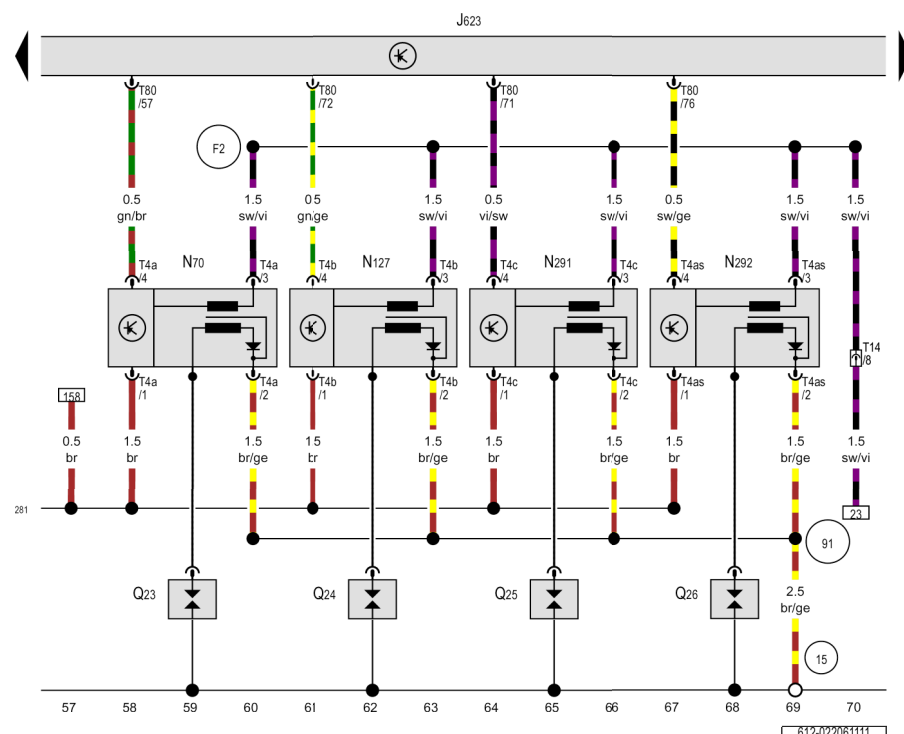 J623
T80 T80 T80 T80
/57 /72 /71 /76
F2
0.5 1.5 0.5 1.5 0.5 1.5 0.5 1.5 1.5
gn/br sw/vi gn/ge sw/vi vi/sw sw/vi sw/ge sw/vi sw/vi
N70 N127 N291 N292
T4a T4a T4b T4b T4c T4c T4as T4as
/4 /3 /4 /3 /4 /3 /4 /3
T14
/8
T4a T4a T4b T4b T4c T4c T4as T4as
/1 /2 /1 /2 /1 /2 /1 /2
158
0.5 1.5 1.5 1.5 1.5 1.5 1.5 1.5 1.5 1.5
br br br/ge br br/ge br br/ge br br/ge sw/vi
281
23
91
Q23 Q24 Q25 Q26
2.5
br/ge
15
57 58 59 60 61 62 63 64 65 66 67 68 69 70
612-022061111